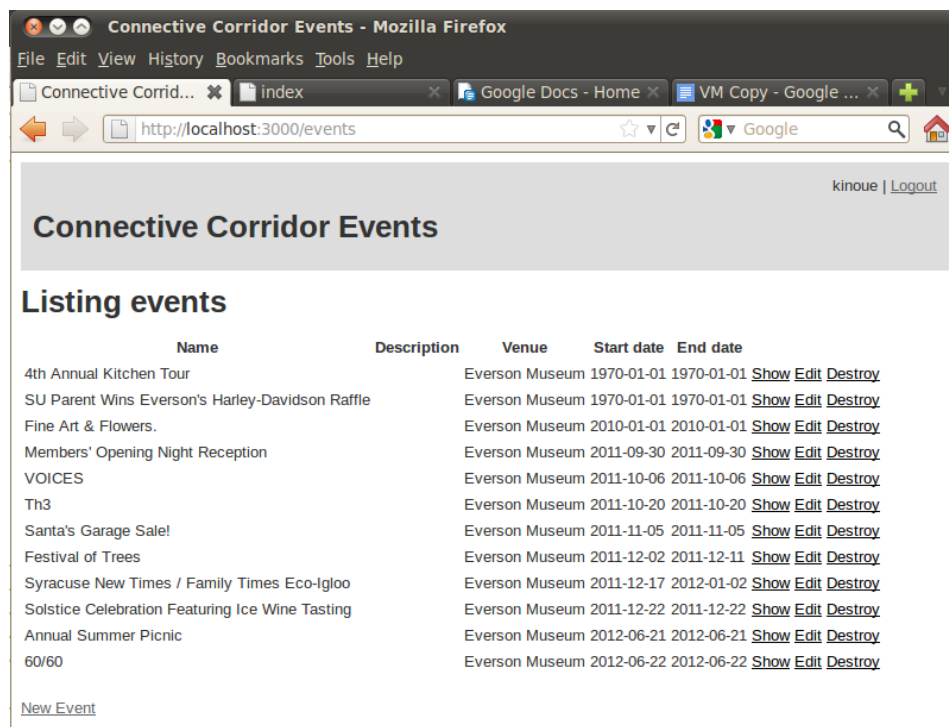 Connective Corridor Events - Mozilla Firefox
File Edit View History Bookmarks Tools Help
Connective Corrid... index Google Docs - Home VM Copy - Google ...
http://localhost:3000/events Google
kinoue | Logout
Connective Corridor Events
Listing events
Name Description Venue Start date End date
4th Annual Kitchen Tour Everson Museum 1970-01-01 1970-01-01 Show Edit Destroy
SU Parent Wins Everson's Harley-Davidson Raffle Everson Museum 1970-01-01 1970-01-01 Show Edit Destroy
Fine Art & Flowers. Everson Museum 2010-01-01 2010-01-01 Show Edit Destroy
Members' Opening Night Reception Everson Museum 2011-09-30 2011-09-30 Show Edit Destroy
VOICES Everson Museum 2011-10-06 2011-10-06 Show Edit Destroy
Th3 Everson Museum 2011-10-20 2011-10-20 Show Edit Destroy
Santa's Garage Sale! Everson Museum 2011-11-05 2011-11-05 Show Edit Destroy
Festival of Trees Everson Museum 2011-12-02 2011-12-11 Show Edit Destroy
Syracuse New Times / Family Times Eco-Igloo Everson Museum 2011-12-17 2012-01-02 Show Edit Destroy
Solstice Celebration Featuring Ice Wine Tasting Everson Museum 2011-12-22 2011-12-22 Show Edit Destroy
Annual Summer Picnic Everson Museum 2012-06-21 2012-06-21 Show Edit Destroy
60/60 Everson Museum 2012-06-22 2012-06-22 Show Edit Destroy
New Event